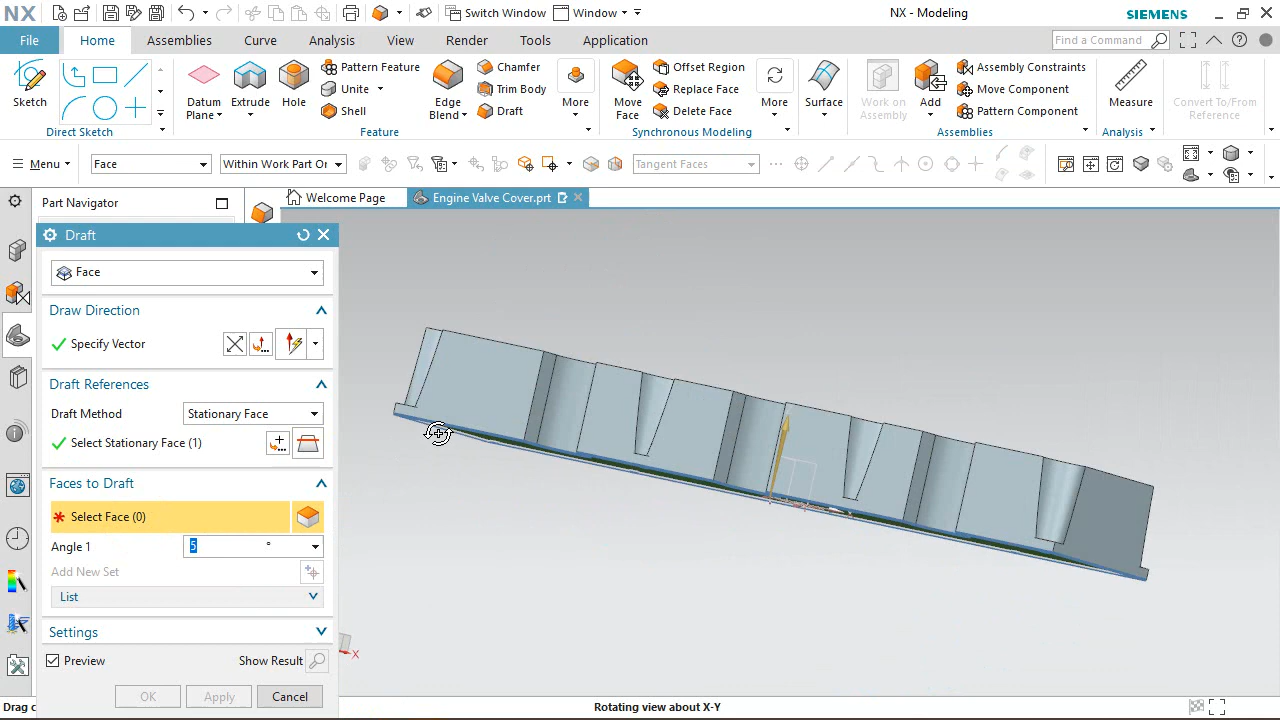 NX
Switch Window
Window
NX - Modeling
SIEMENS
File
Home
Assemblies
Curve
Analysis
View
Render
Tools
Application
Find a Command
Sketch
Direct Sketch
Datum Plane
Extrude
Hole
Pattern Feature
Unite
Shell
Edge Blend
Chamfer
Trim Body
Draft
More
Feature
Move Face
Offset Region
Replace Face
Delete Face
More
Synchronous Modeling
Surface
Work on Assembly
Add
Assembly Constraints
Move Component
Pattern Component
Assemblies
Measure
Analysis
Convert To/From Reference
Menu
Face
Within Work Part Or
Tangent Faces
Part Navigator
Welcome Page
Engine Valve Cover.prt
Draft
Face
Draw Direction
Specify Vector
Draft References
Draft Method
Stationary Face
Select Stationary Face (1)
Faces to Draft
* Select Face (0)
Angle 1
5 °
Add New Set
List
Settings
Preview
Show Result
OK
Apply
Cancel
X
Drag c
Rotating view about X-Y